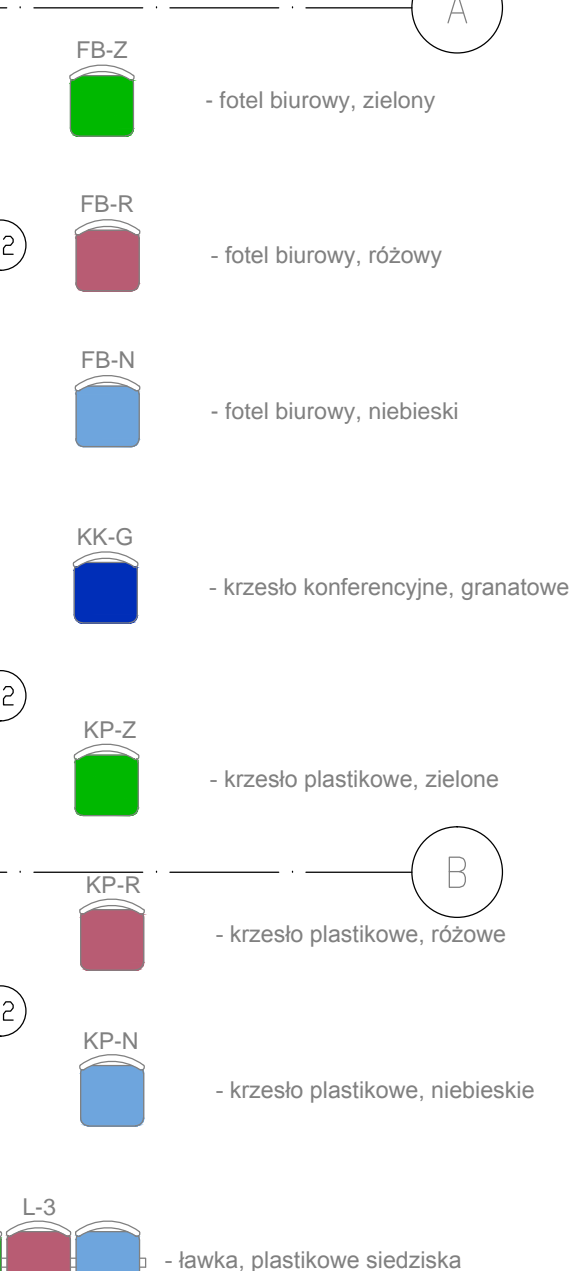 A
FB-Z
- fotel biurowy, zielony
FB-R
2
- fotel biurowy, różowy
FB-N
- fotel biurowy, niebieski
KK-G
- krzesło konferencyjne, granatowe
2
KP-Z
- krzesło plastikowe, zielone
B
KP-R
- krzesło plastikowe, różowe
2
KP-N
- krzesło plastikowe, niebieskie
L-3
- ławka, plastikowe siedziska